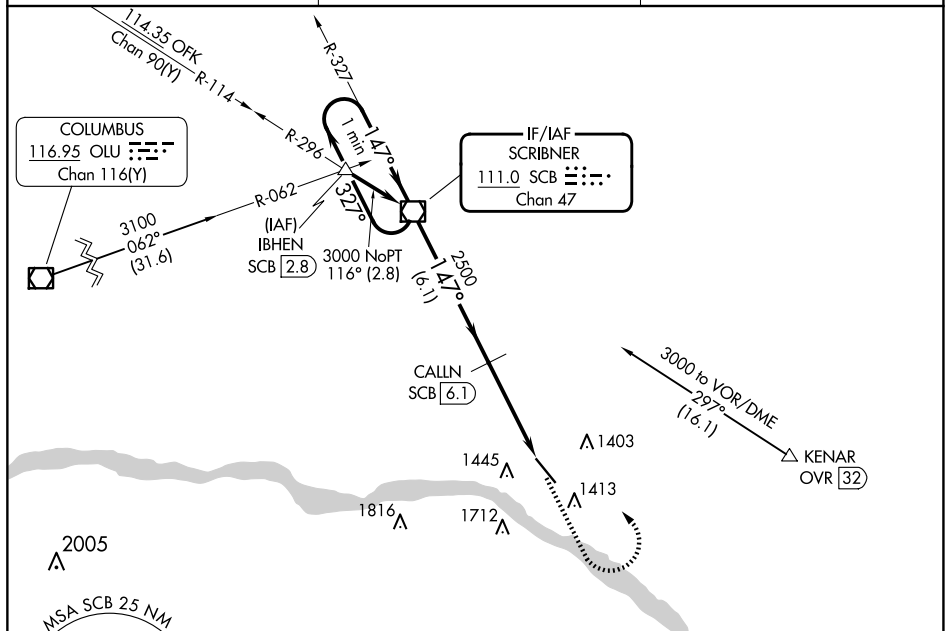 114.35 OFK
Chan 90(Y)
R-114
R-296
R-327
1 min
147°
327°
COLUMBUS
116.95 OLU
Chan 116(Y)
IF/IAF
SCRIBNER
111.0 SCB
Chan 47
R-062
3100
062°
(31.6)
(IAF)
IBHEN
SCB 2.8
3000 NoPT
116° (2.8)
2500
147°
(6.1)
CALLN
SCB 6.1
3000 to VOR/DME
297°
(16.1)
KENAR
OVR 32
1403
1445
1413
1816
1712
2005
MSA SCB 25 NM